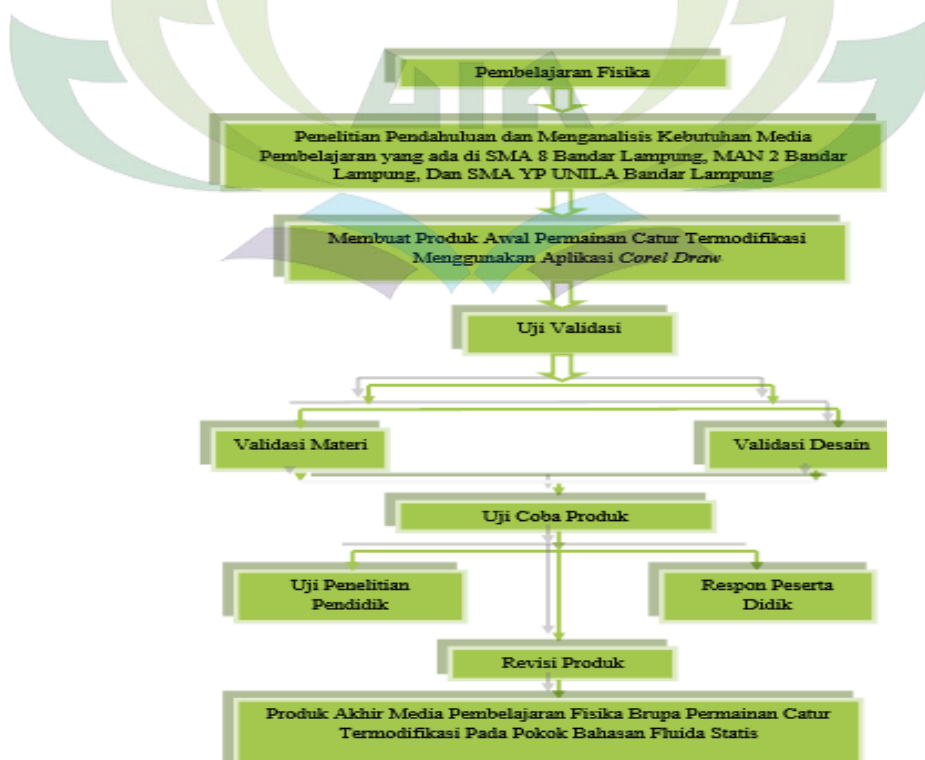 Pembelajaran Fisika
Penelitian Pendahuluan dan Menganalisis Kebutuhan Media
Pembelajaran yang ada di SMA 8 Bandar Lampung, MAN 2 Bandar
Lampung, Dan SMA YP UNILA Bandar Lampung
Membuat Produk Awal Permainan Catur Termodifikasi
Menggunakan Aplikasi Corel Draw
Uji Validasi
Validasi Materi
Validasi Desain
Uji Coba Produk
Uji Penelitian
Pendidik
Respon Peserta
Didik
Revisi Produk
Produk Akhir Media Pembelajaran Fisika Brupa Permainan Catur
Termodifikasi Pada Pokok Bahasan Fluida Statis